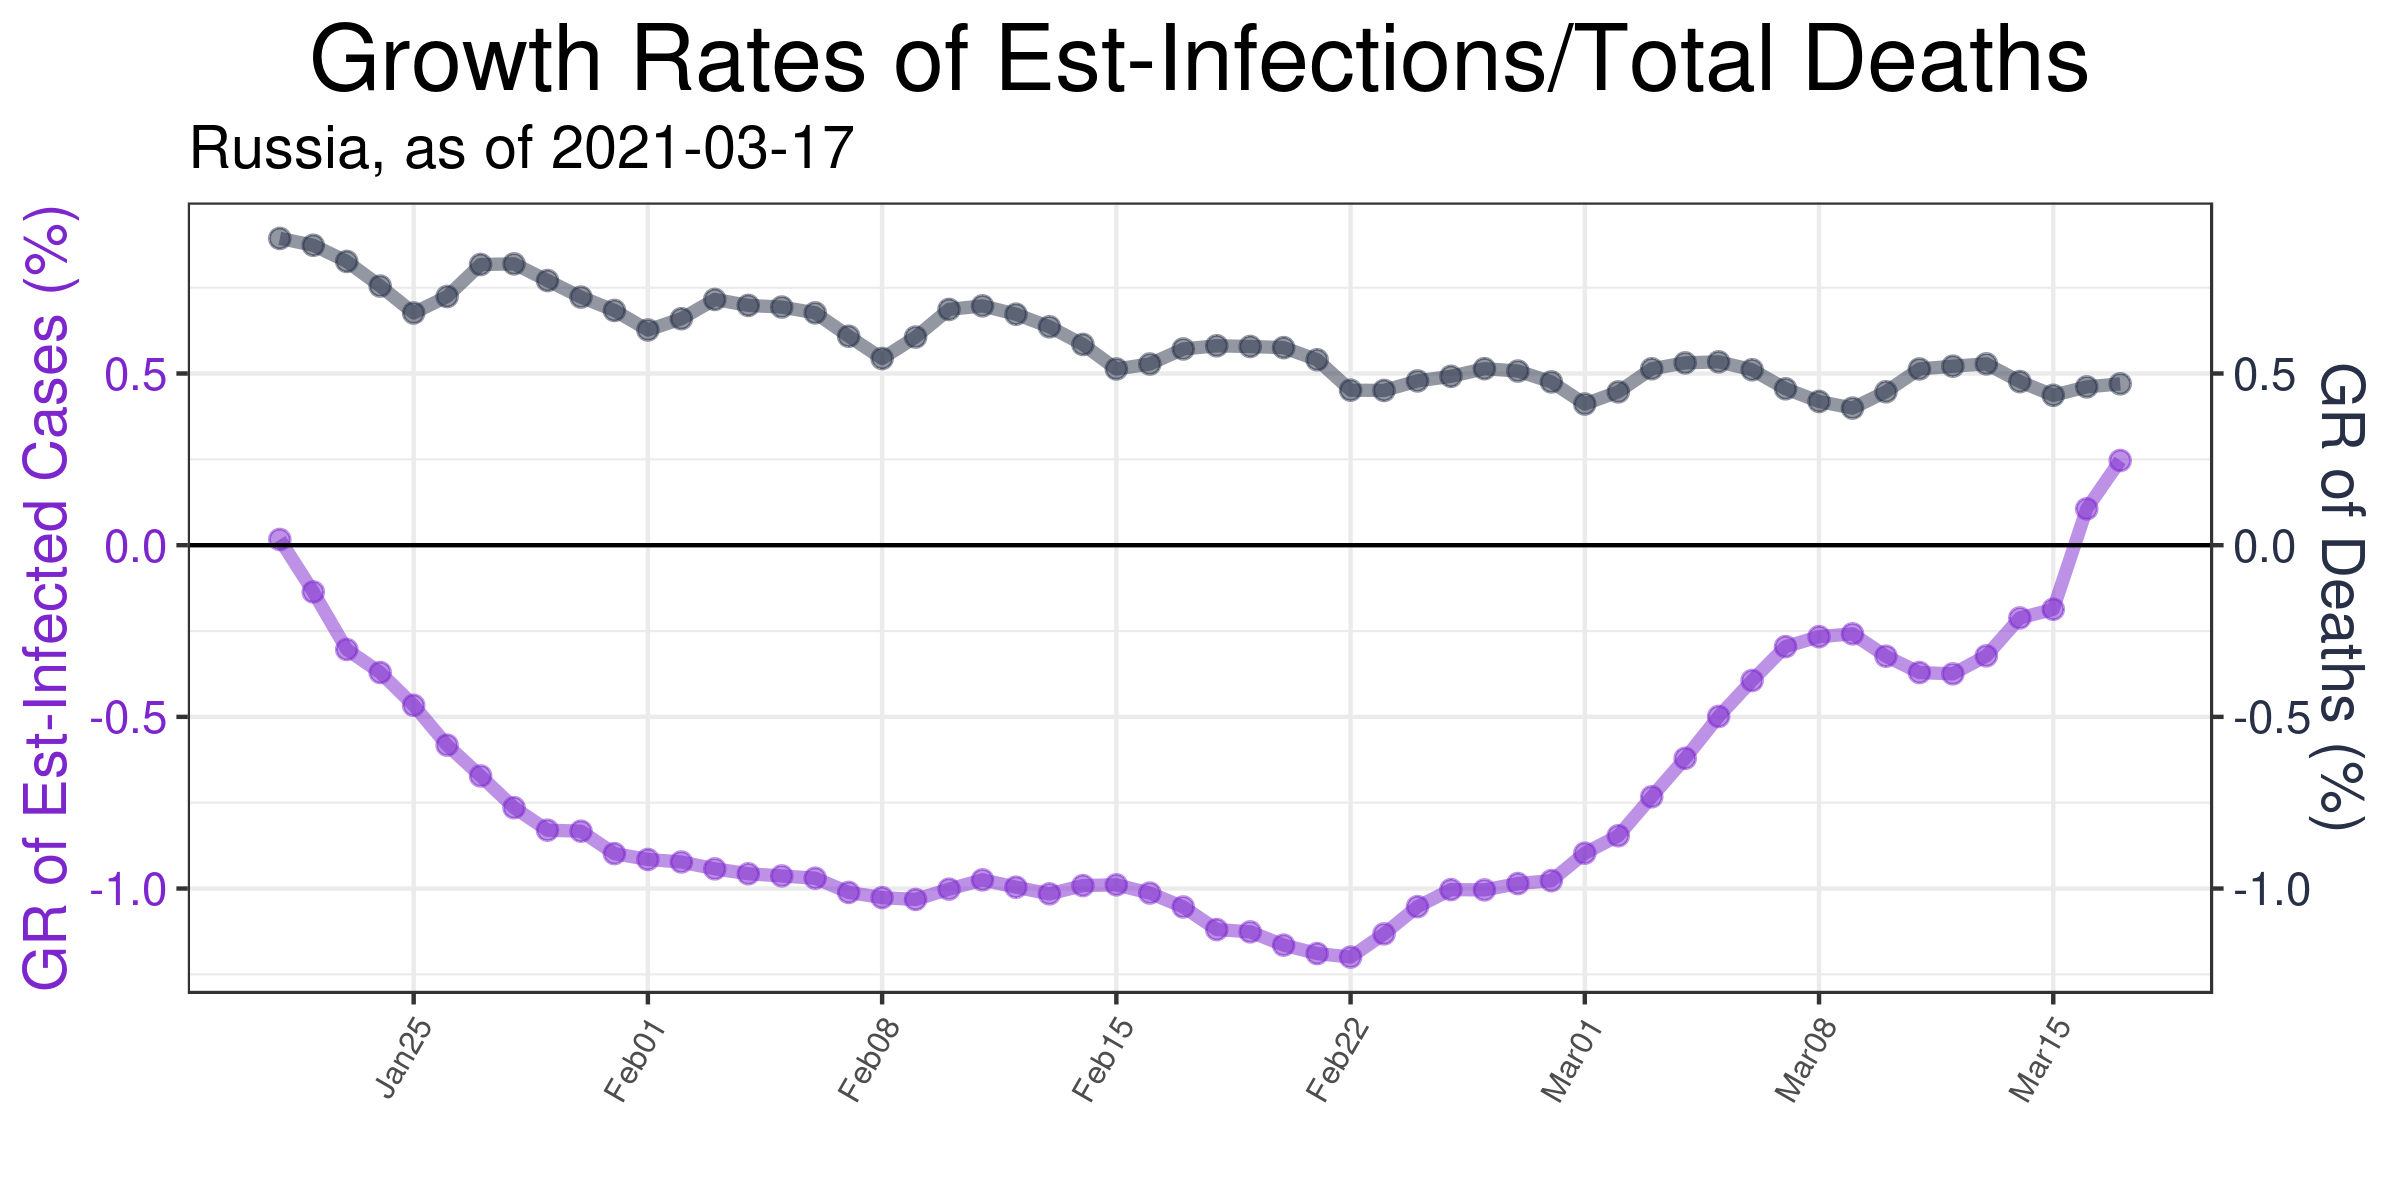 Growth Rates of Est-Infections/Total Deaths
Russia, as of 2021-03-17
GR of Est-Infected Cases (%)
0.5
0.0
-0.5
-1.0
0.5
0.0
-0.5
-1.0
GR of Deaths (%)
Jan25
Feb01
Feb08
Feb15
Feb22
Mar01
Mar08
Mar15